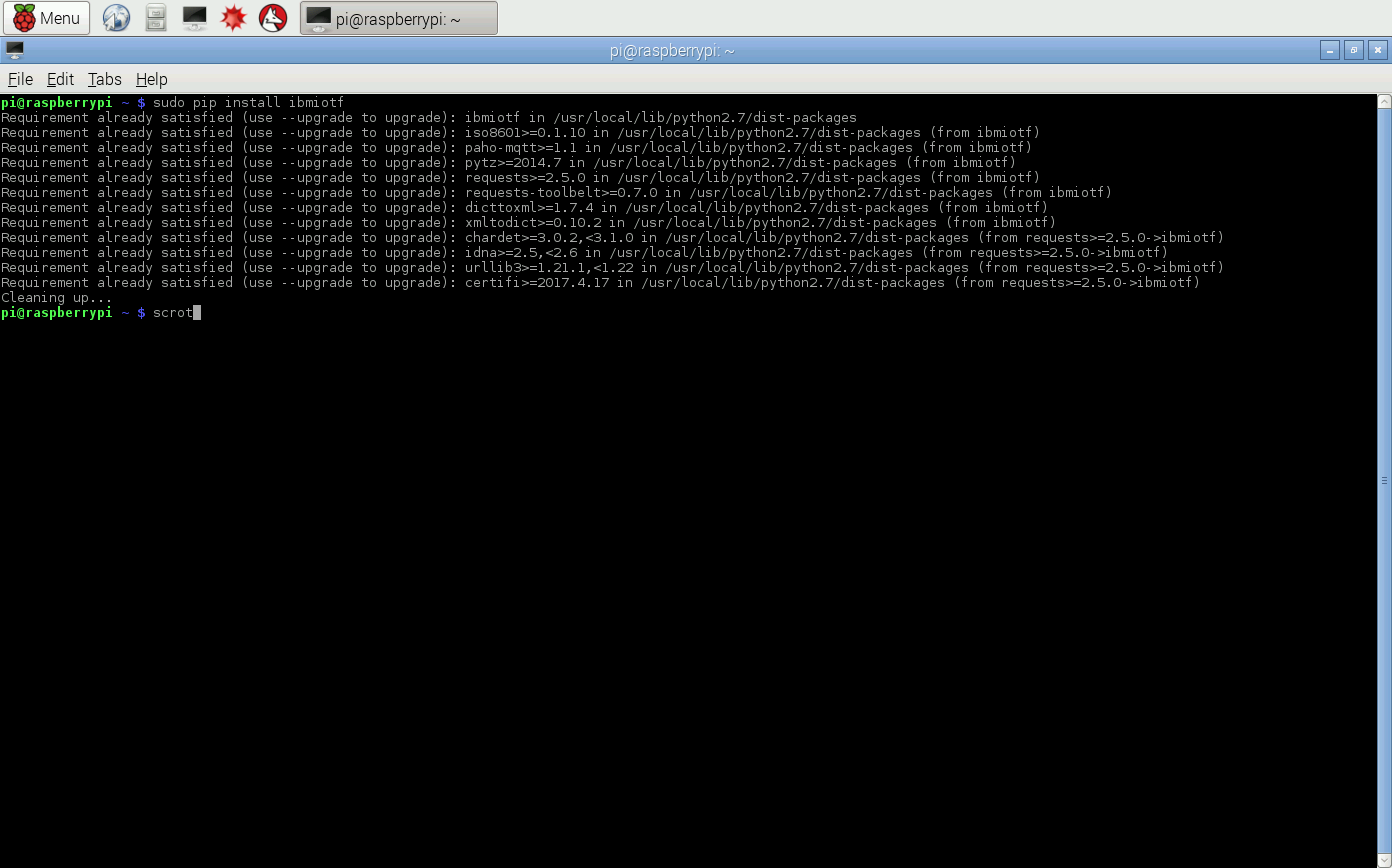 Menu
pi@raspberrypi: ~
pi@raspberrypi: ~
File Edit Tabs Help
pi@raspberrypi ~ $ sudo pip install ibmiotf
Requirement already satisfied (use --upgrade to upgrade): ibmiotf in /usr/local/lib/python2.7/dist-packages
Requirement already satisfied (use --upgrade to upgrade): iso8601>=0.1.10 in /usr/local/lib/python2.7/dist-packages (from ibmiotf)
Requirement already satisfied (use --upgrade to upgrade): paho-mqtt>=1.1 in /usr/local/lib/python2.7/dist-packages (from ibmiotf)
Requirement already satisfied (use --upgrade to upgrade): pytz>=2014.7 in /usr/local/lib/python2.7/dist-packages (from ibmiotf)
Requirement already satisfied (use --upgrade to upgrade): requests>=2.5.0 in /usr/local/lib/python2.7/dist-packages (from ibmiotf)
Requirement already satisfied (use --upgrade to upgrade): requests-toolbelt>=0.7.0 in /usr/local/lib/python2.7/dist-packages (from ibmiotf)
Requirement already satisfied (use --upgrade to upgrade): dicttoxml>=1.7.4 in /usr/local/lib/python2.7/dist-packages (from ibmiotf)
Requirement already satisfied (use --upgrade to upgrade): xmltodict>=0.10.2 in /usr/local/lib/python2.7/dist-packages (from ibmiotf)
Requirement already satisfied (use --upgrade to upgrade): chardet>=3.0.2,<3.1.0 in /usr/local/lib/python2.7/dist-packages (from requests>=2.5.0->ibmiotf)
Requirement already satisfied (use --upgrade to upgrade): idna>=2.5,<2.6 in /usr/local/lib/python2.7/dist-packages (from requests>=2.5.0->ibmiotf)
Requirement already satisfied (use --upgrade to upgrade): urllib3>=1.21.1,<1.22 in /usr/local/lib/python2.7/dist-packages (from requests>=2.5.0->ibmiotf)
Requirement already satisfied (use --upgrade to upgrade): certifi>=2017.4.17 in /usr/local/lib/python2.7/dist-packages (from requests>=2.5.0->ibmiotf)
Cleaning up...
pi@raspberrypi ~ $ scrot